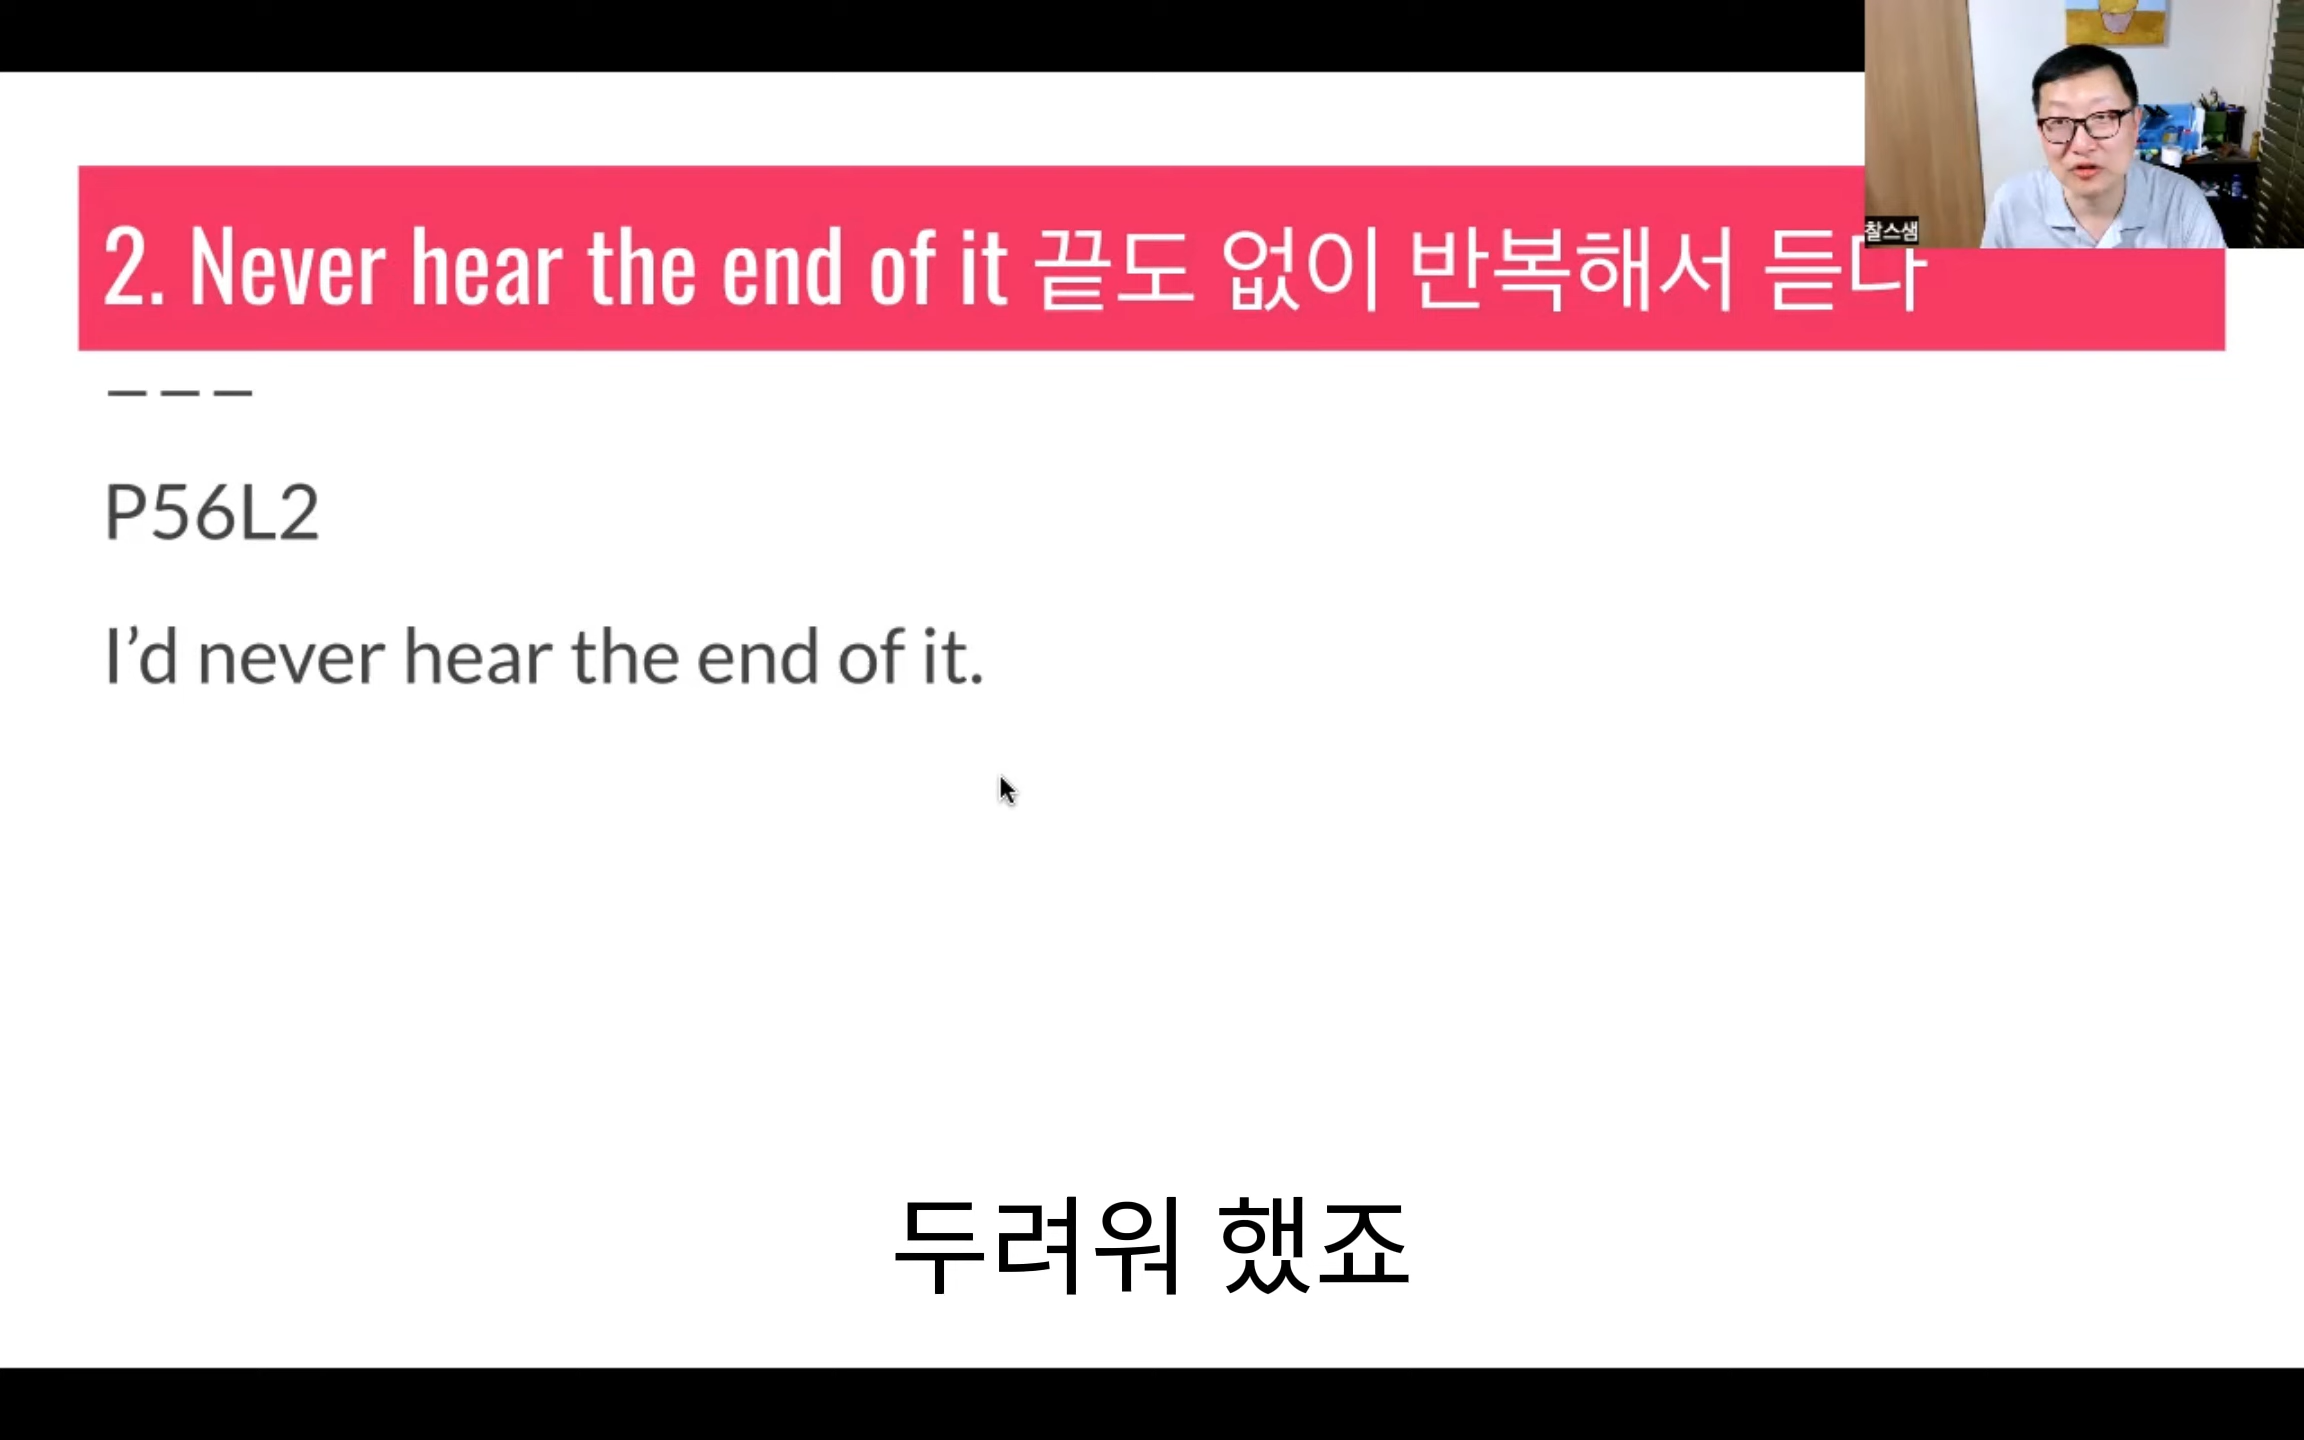 2. Never hear the end of it 끝도 없이 반복해서 듣다
찰스샘
– – –
P56L2
I’d never hear the end of it.
두려워 했죠